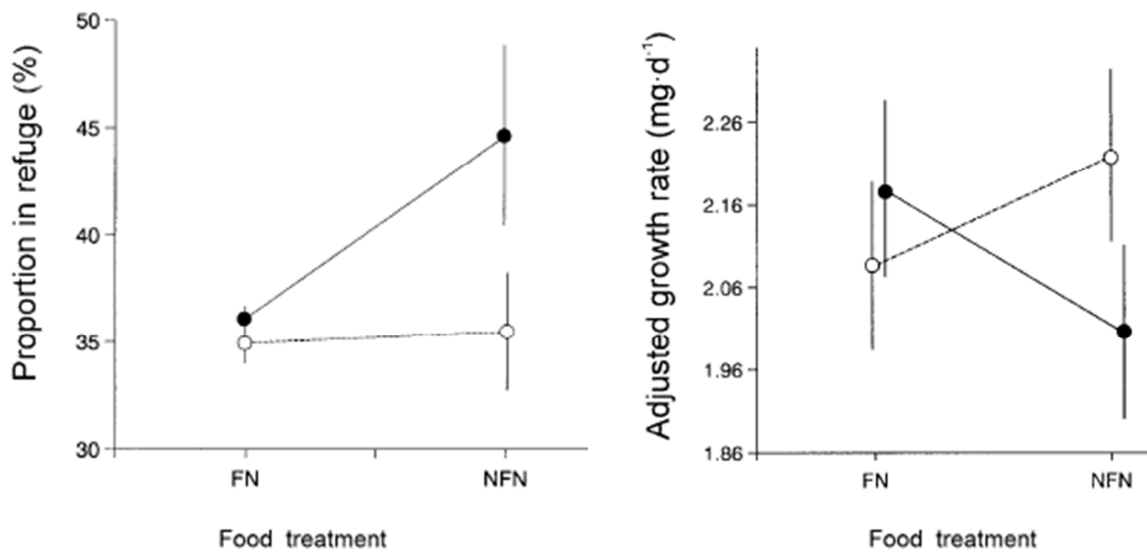 Proportion in refuge (%)
50
45
40
35
30
FN
NFN
Food treatment
Adjusted growth rate (mg·d⁻¹)
2.26
2.16
2.06
1.96
1.86
FN
NFN
Food treatment